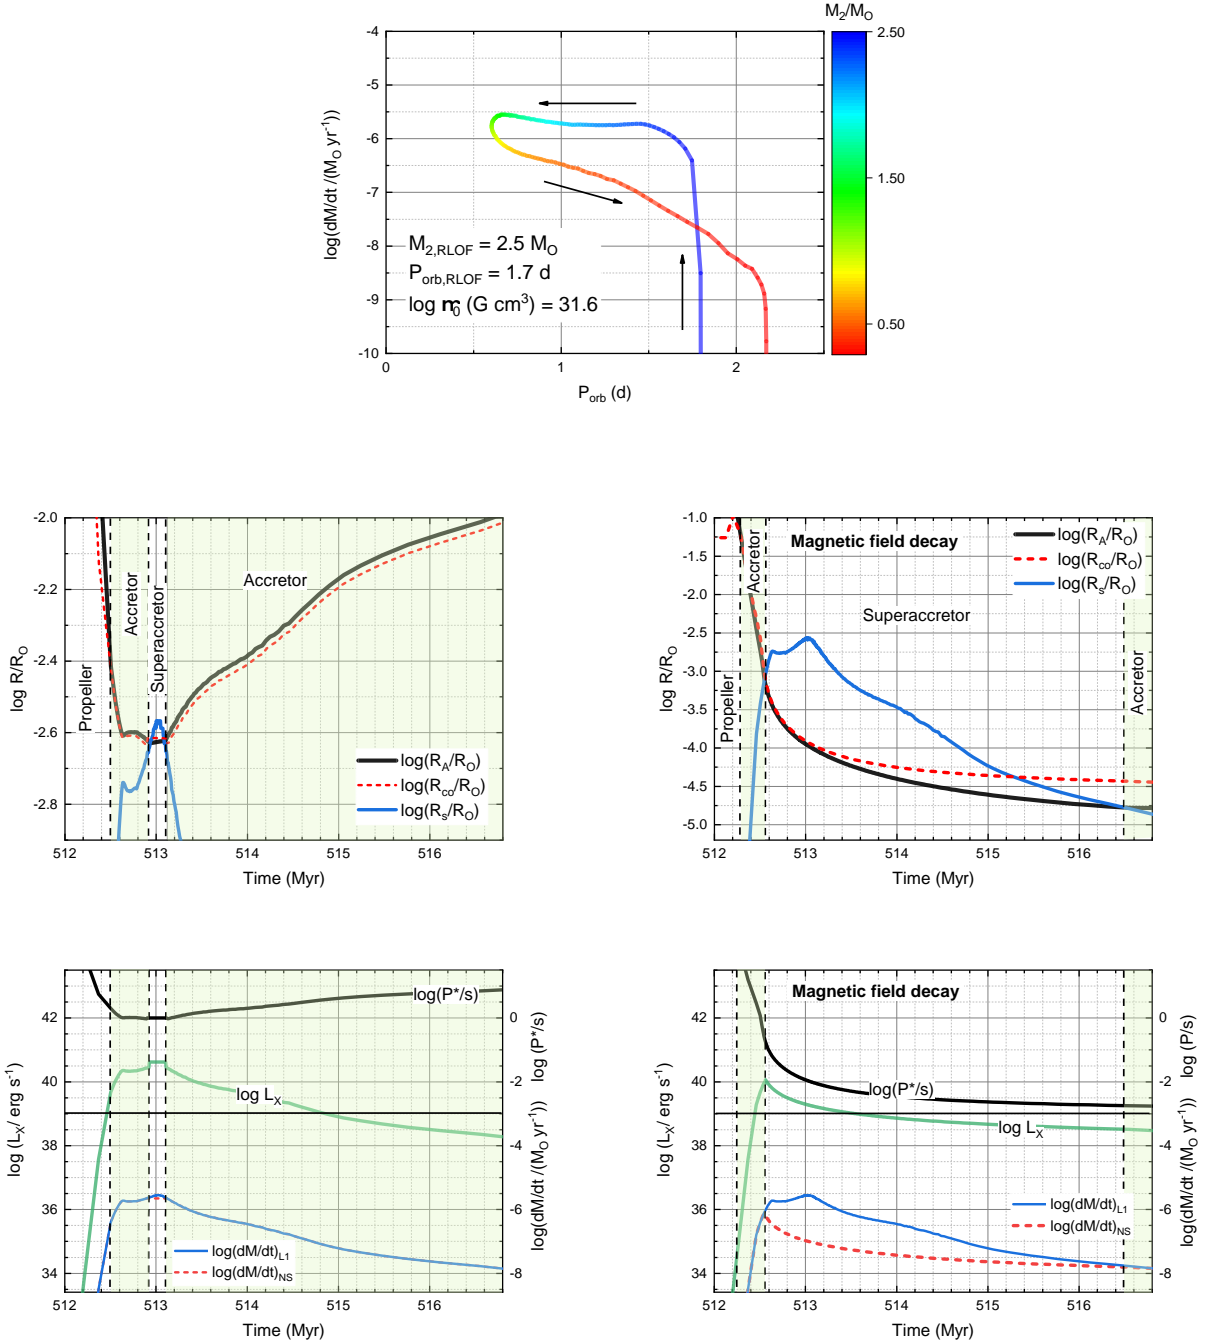 M2/MO
2.50
1.50
0.50
-4
-5
-6
-7
-8
-9
-10
log(dM/dt /(MO yr-1))
M2,RLOF = 2.5 MO
Porb,RLOF = 1.7 d
(G cm3) = 31.6
0
1
2
Porb (d)
-2.0
-2.2
-2.4
-2.6
-2.8
log R/RO
Propeller
Accretor
Superaccretor
Accretor
log(RA/RO)
log(Rco/RO)
log(Rs/RO)
512
513
514
515
516
Time (Myr)
-1.0
-1.5
-2.0
-2.5
-3.0
-3.5
-4.0
-4.5
-5.0
log R/RO
Propeller
Accretor
Magnetic field decay
Superaccretor
Accretor
log(RA/RO)
log(Rco/RO)
log(Rs/RO)
512
513
514
515
516
Time (Myr)
42
40
38
36
34
log (LX/ erg s-1)
log(P*/s)
log LX
log(dM/dt)L1
log(dM/dt)NS
0
-2
-4
-6
-8
log (P*/s)
log(dM/dt /(MO yr-1))
512
513
514
515
516
Time (Myr)
42
40
38
36
34
log (LX/ erg s-1)
Magnetic field decay
log(P*/s)
log LX
log(dM/dt)L1
log(dM/dt)NS
0
-2
-4
-6
-8
log (P/s)
log(dM/dt /(MO yr-1))
512
513
514
515
516
Time (Myr)